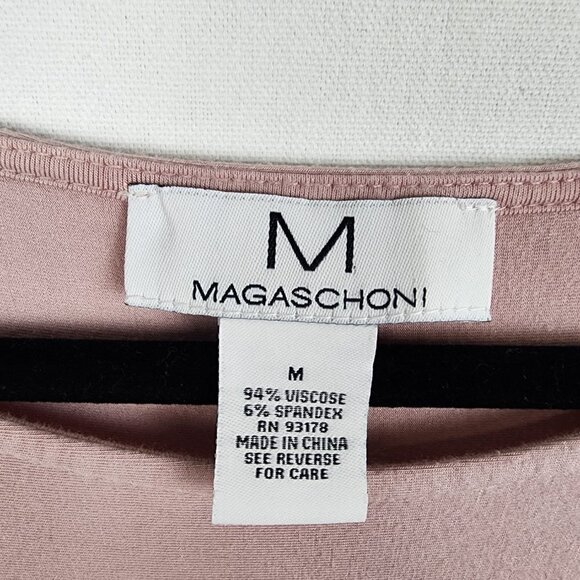 M
MAGASCHONI
M
94% VISCOSE
6% SPANDEX
RN 93178
MADE IN CHINA
SEE REVERSE
FOR CARE